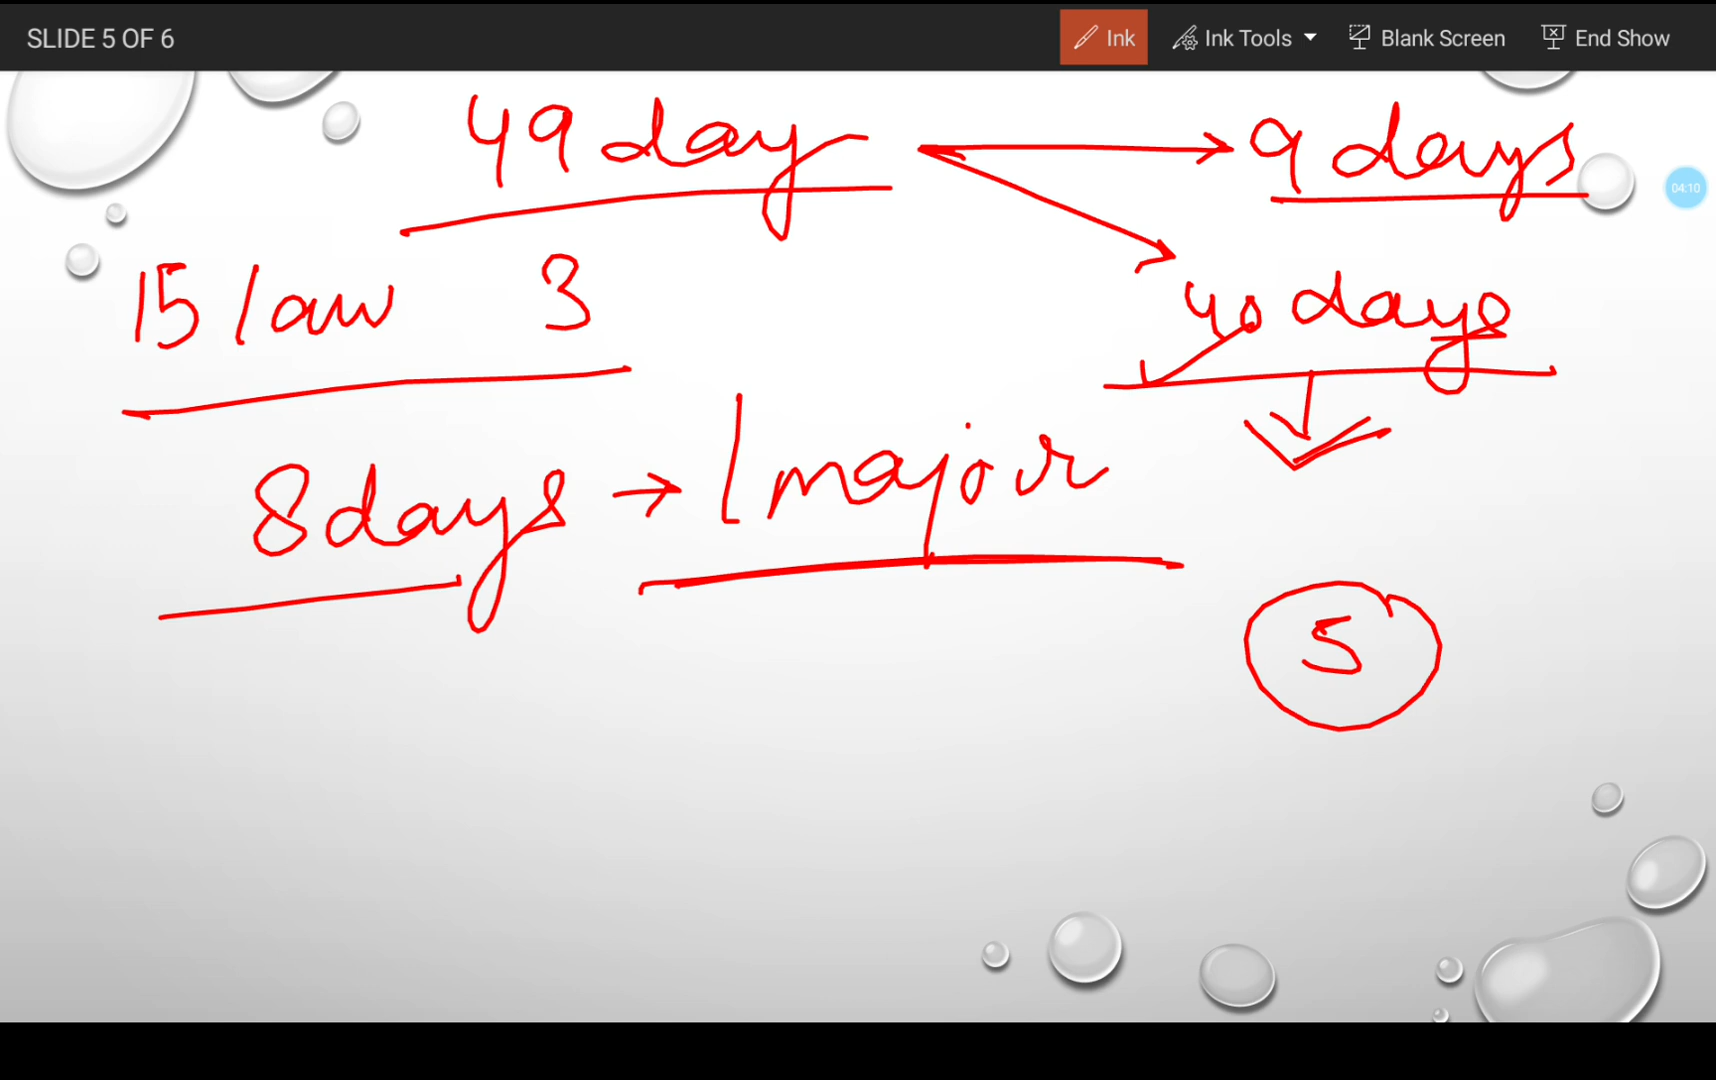 SLIDE 5 OF 6 Ink Ink Tools Blank Screen End Show
49 day 9 days
04:10
15 law 3 40 days
8 days → 1 major
5